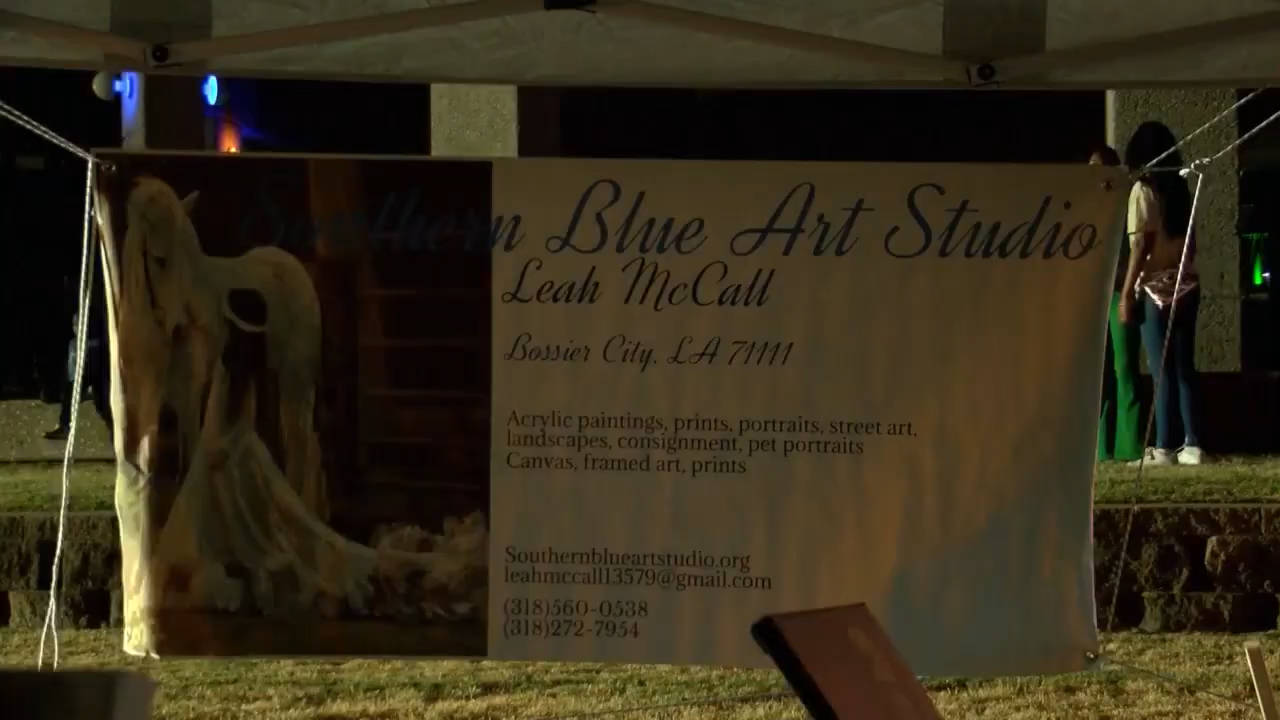 Southern Blue Art Studio
Leah McCall
Bossier City, LA 71111
Acrylic paintings, prints, portraits, street art,
landscapes, consignment, pet portraits
Canvas, framed art, prints
Southernblueartstudio.org
leahmccall13579@gmail.com
(318)560-0538
(318)272-7954